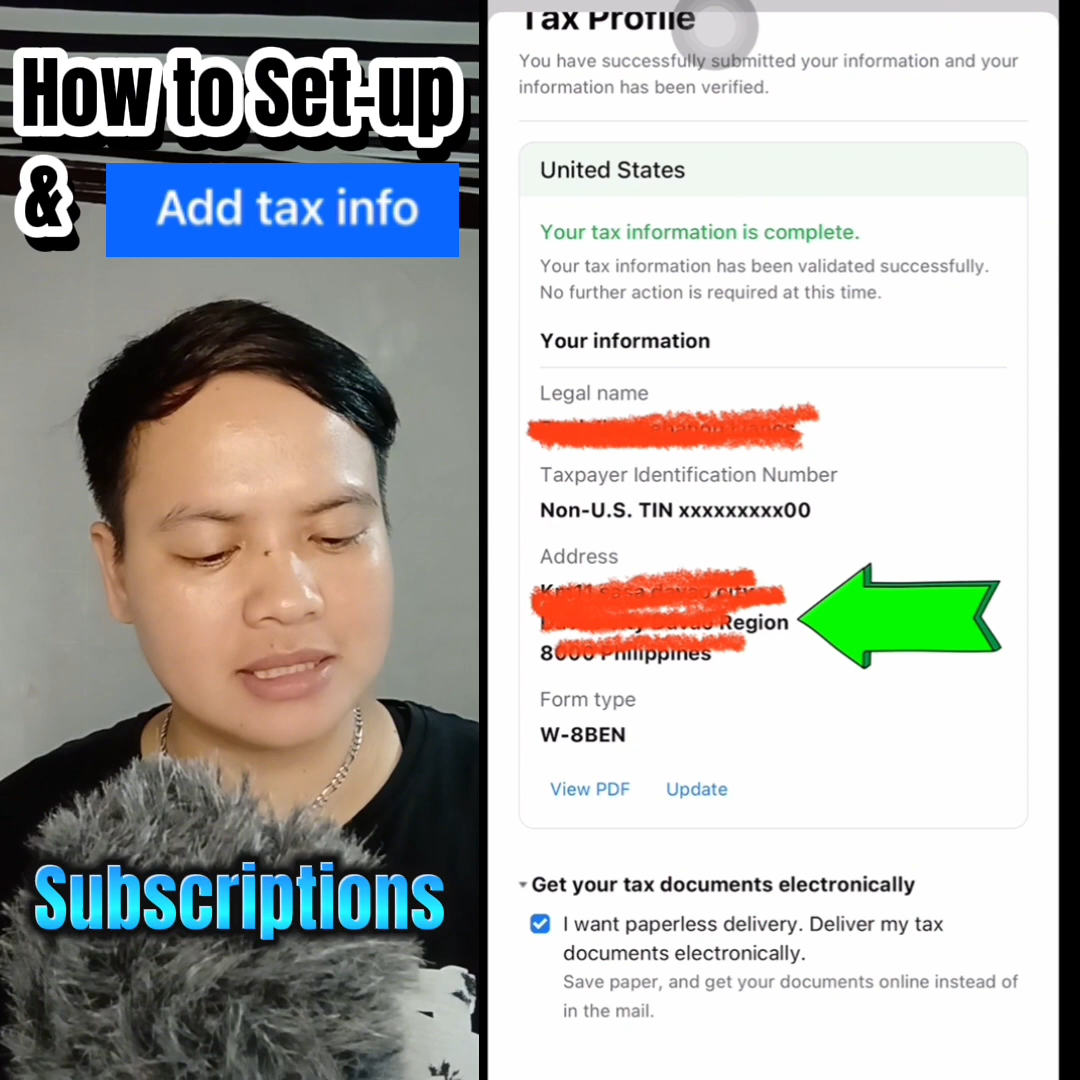 How to Set-up
& Add tax info
Subscriptions
Tax Profile
You have successfully submitted your information and your
information has been verified.
United States
Your tax information is complete.
Your tax information has been validated successfully.
No further action is required at this time.
Your information
Legal name
Taxpayer Identification Number
Non-U.S. TIN xxxxxxxxx00
Address
Region
Philippines
Form type
W-8BEN
View PDF Update
Get your tax documents electronically
I want paperless delivery. Deliver my tax
documents electronically.
Save paper, and get your documents online instead of
in the mail.